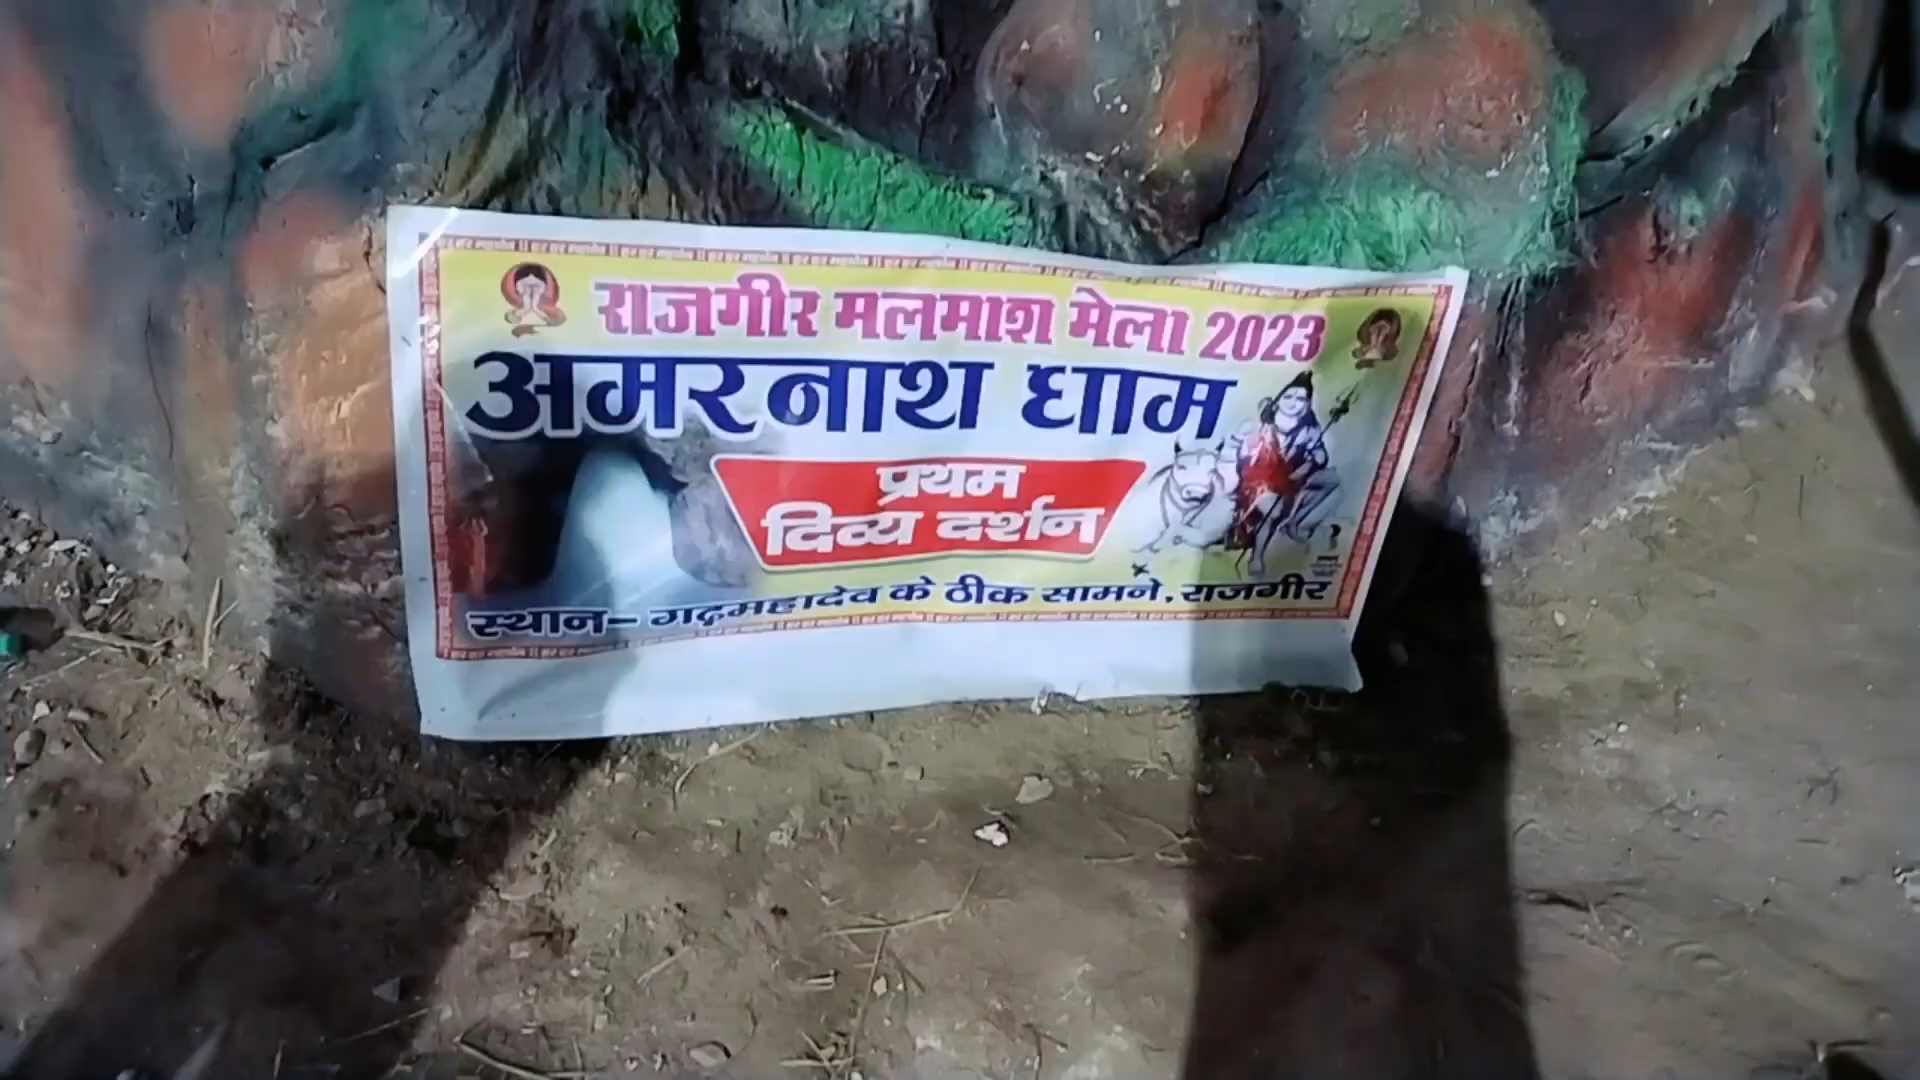 राजगीर मलमाश मेला 2023
अमरनाथ धाम
प्रथम
दिव्य दर्शन
स्थान– गढ़महादेव के ठीक सामने, राजगीर